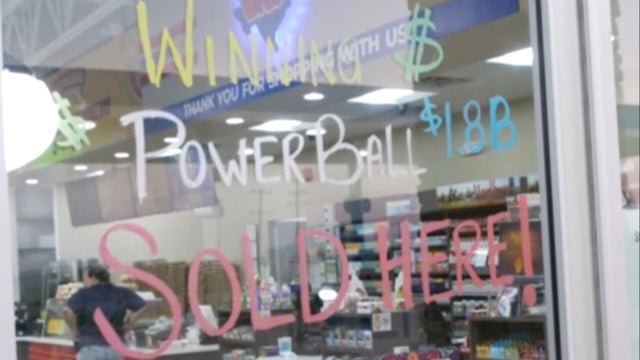 WINNING $
THANK YOU FOR SHOPPING WITH US
$ POWERBALL $1.8B
SOLD HERE!